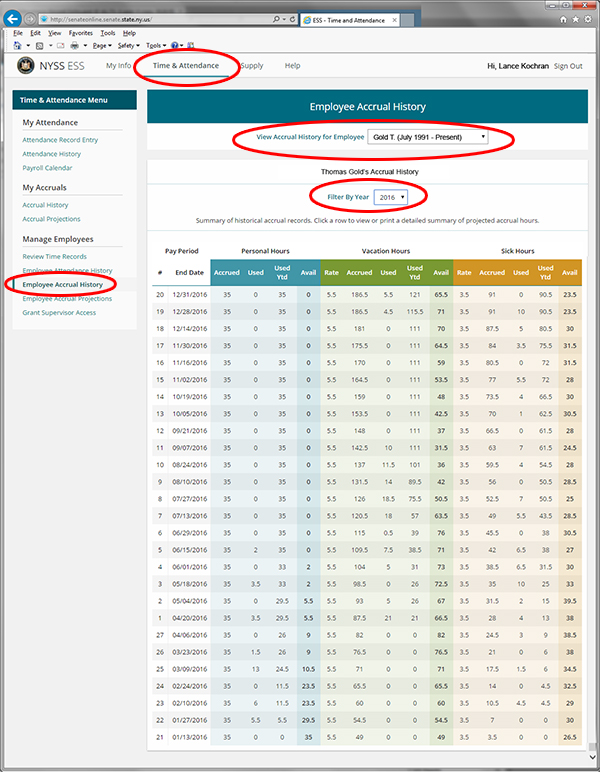 http://senateonline.senate.state.ny.us/
ESS - Time and Attendance
File Edit View Favorites Tools Help
Page Safety Tools
NYSS ESS My Info Time & Attendance Supply Help Hi, Lance Kochran Sign Out
Time & Attendance Menu
My Attendance
Attendance Record Entry
Attendance History
Payroll Calendar
My Accruals
Accrual History
Accrual Projections
Manage Employees
Review Time Records
Employee Attendance History
Employee Accrual History
Employee Accrual Projections
Grant Supervisor Access
Employee Accrual History
View Accrual History for Employee Gold T. (July 1991 - Present)
Thomas Gold's Accrual History
Filter By Year 2016
Summary of historical accrual records. Click a row to view or print a detailed summary of projected accrual hours.
Pay Period Personal Hours Vacation Hours Sick Hours
# End Date Accrued Used Used Ytd Avail Rate Accrued Used Used Ytd Avail Rate Accrued Used Used Ytd Avail
20 12/31/2016 35 0 35 0 5.5 186.5 5.5 121 65.5 3.5 91 0 90.5 23.5
19 12/28/2016 35 0 35 0 5.5 186.5 4.5 115.5 71 3.5 91 10 90.5 23.5
18 12/14/2016 35 0 35 0 5.5 181 0 111 70 3.5 87.5 5 80.5 30
17 11/30/2016 35 0 35 0 5.5 175.5 0 111 64.5 3.5 84 3.5 75.5 31.5
16 11/16/2016 35 0 35 0 5.5 170 0 111 59 3.5 80.5 0 72 31.5
15 11/02/2016 35 0 35 0 5.5 164.5 0 111 53.5 3.5 77 5.5 72 28
14 10/19/2016 35 0 35 0 5.5 159 0 111 48 3.5 73.5 4 66.5 30
13 10/05/2016 35 0 35 0 5.5 153.5 0 111 42.5 3.5 70 1 62.5 30.5
12 09/21/2016 35 0 35 0 5.5 148 0 111 37 3.5 66.5 0 61.5 28
11 09/07/2016 35 0 35 0 5.5 142.5 10 111 31.5 3.5 63 7 61.5 24.5
10 08/24/2016 35 0 35 0 5.5 137 11.5 101 36 3.5 59.5 4 54.5 28
9 08/10/2016 35 0 35 0 5.5 131.5 14 89.5 42 3.5 56 0 50.5 28.5
8 07/27/2016 35 0 35 0 5.5 126 18.5 75.5 50.5 3.5 52.5 7 50.5 25
7 07/13/2016 35 0 35 0 5.5 120.5 18 57 63.5 3.5 49 5.5 43.5 28.5
6 06/29/2016 35 0 35 0 5.5 115 0.5 39 76 3.5 45.5 0 38 30.5
5 06/15/2016 35 2 35 0 5.5 109.5 7.5 38.5 71 3.5 42 6.5 38 27
4 06/01/2016 35 0 33 2 5.5 104 5 31 73 3.5 38.5 6.5 31.5 30
3 05/18/2016 35 3.5 33 2 5.5 98.5 0 26 72.5 3.5 35 10 25 33
2 05/04/2016 35 0 29.5 5.5 5.5 93 5 26 67 3.5 31.5 2 15 39.5
1 04/20/2016 35 3.5 29.5 5.5 5.5 87.5 21 21 66.5 3.5 28 4 13 38
27 04/06/2016 35 0 26 9 5.5 82 0 0 82 3.5 24.5 3 9 38.5
26 03/23/2016 35 1.5 26 9 5.5 76.5 0 0 76.5 3.5 21 0 6 38
25 03/09/2016 35 13 24.5 10.5 5.5 71 0 0 71 3.5 17.5 1.5 6 34.5
24 02/24/2016 35 0 11.5 23.5 5.5 65.5 0 0 65.5 3.5 14 0 4.5 32.5
23 02/10/2016 35 6 11.5 23.5 5.5 60 0 0 60 3.5 10.5 4.5 4.5 29
22 01/27/2016 35 5.5 5.5 29.5 5.5 54.5 0 0 54.5 3.5 7 0 0 30
21 01/13/2016 35 0 0 35 5.5 49 0 0 49 3.5 3.5 0 0 26.5